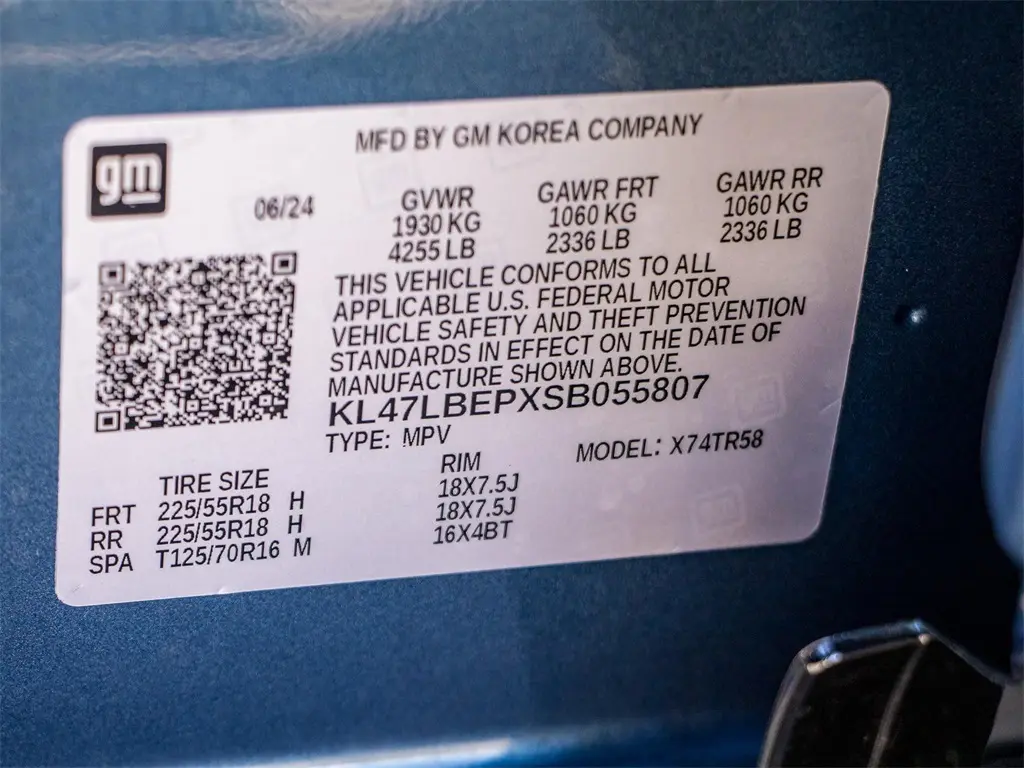 MFD BY GM KOREA COMPANY
gm
06/24
GVWR GAWR FRT GAWR RR
1930 KG 1060 KG 1060 KG
4255 LB 2336 LB 2336 LB
THIS VEHICLE CONFORMS TO ALL
APPLICABLE U.S. FEDERAL MOTOR
VEHICLE SAFETY AND THEFT PREVENTION
STANDARDS IN EFFECT ON THE DATE OF
MANUFACTURE SHOWN ABOVE.
KL47LBEPXSB055807
TYPE: MPV MODEL: X74TR58
TIRE SIZE RIM
FRT 225/55R18 H 18X7.5J
RR 225/55R18 H 18X7.5J
SPA T125/70R16 M 16X4BT